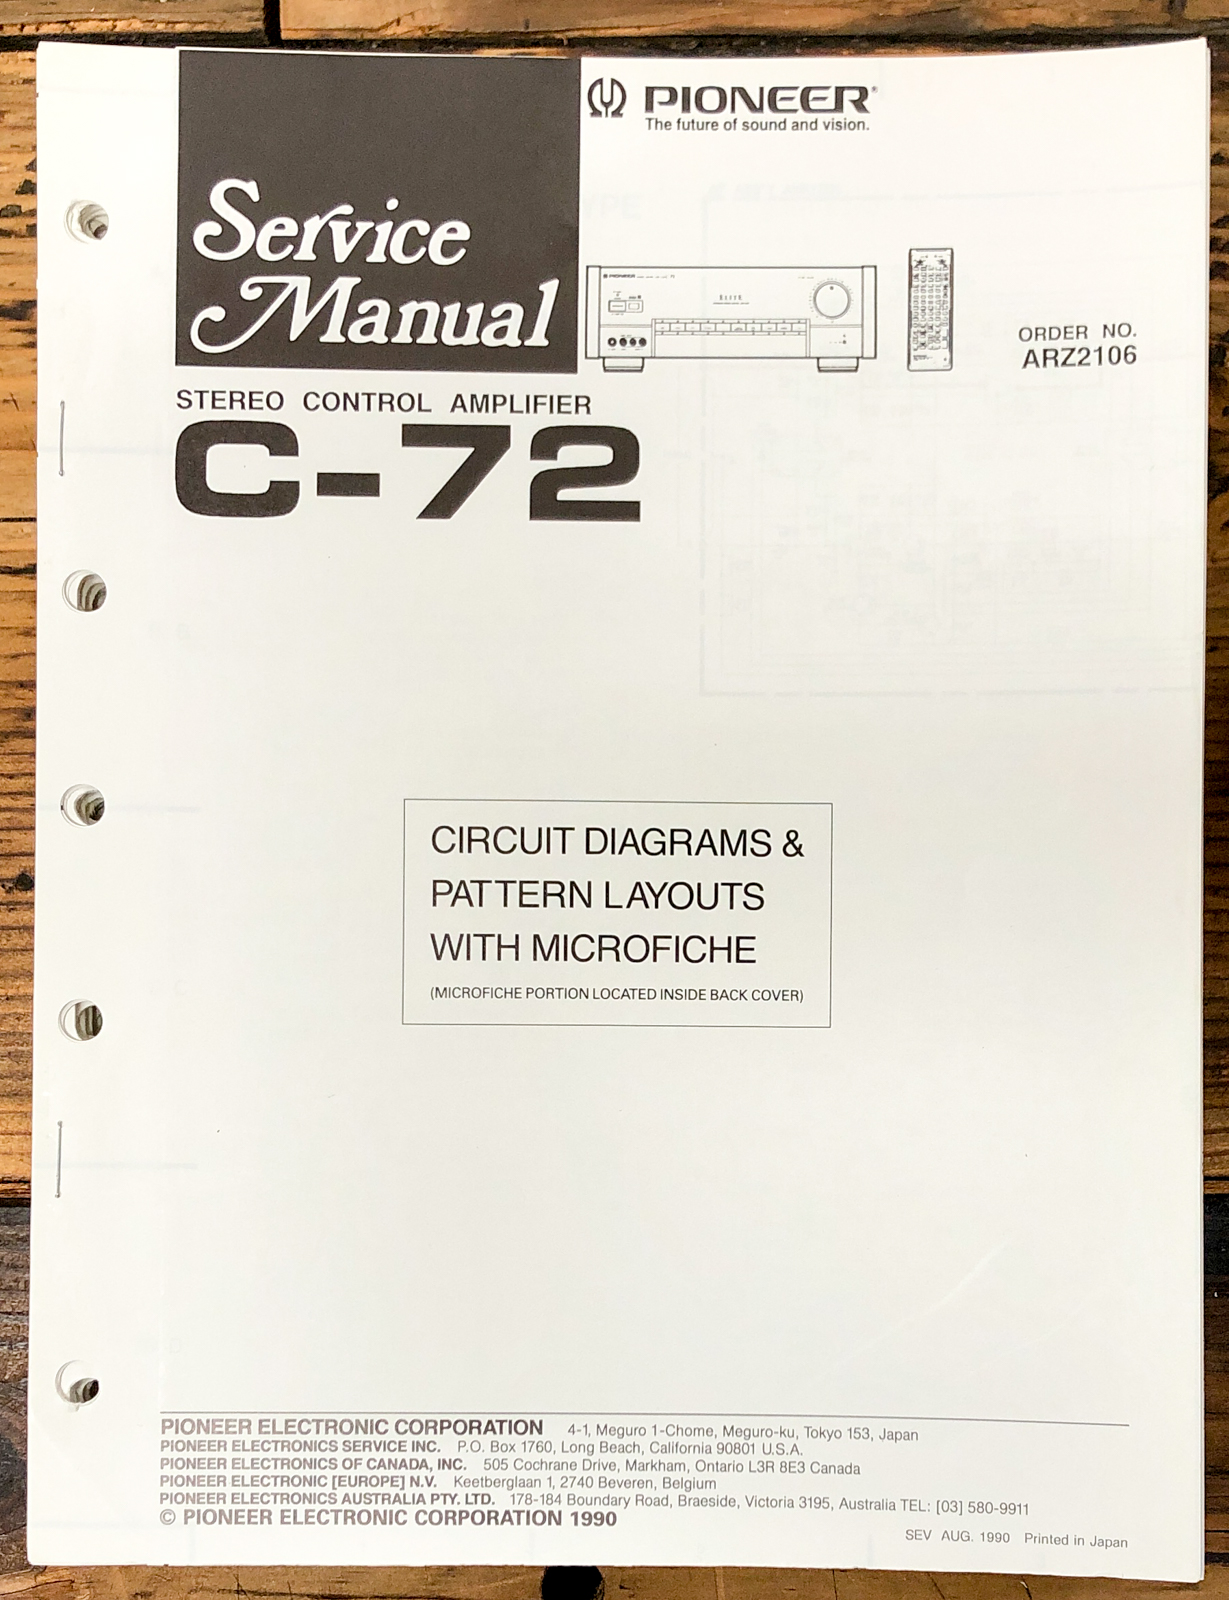 PIONEER®
The future of sound and vision.
Service
Manual
PIONEER
ELITE
ORDER NO.
ARZ2106
STEREO CONTROL AMPLIFIER
C-72
CIRCUIT DIAGRAMS &
PATTERN LAYOUTS
WITH MICROFICHE
(MICROFICHE PORTION LOCATED INSIDE BACK COVER)
PIONEER ELECTRONIC CORPORATION 4-1, Meguro 1-Chome, Meguro-ku, Tokyo 153, Japan
PIONEER ELECTRONICS SERVICE INC. P.O. Box 1760, Long Beach, California 90801 U.S.A.
PIONEER ELECTRONICS OF CANADA, INC. 505 Cochrane Drive, Markham, Ontario L3R 8E3 Canada
PIONEER ELECTRONIC [EUROPE] N.V. Keetberglaan 1, 2740 Beveren, Belgium
PIONEER ELECTRONICS AUSTRALIA PTY. LTD. 178-184 Boundary Road, Braeside, Victoria 3195, Australia TEL: [03] 580-9911
© PIONEER ELECTRONIC CORPORATION 1990
SEV AUG. 1990 Printed in Japan